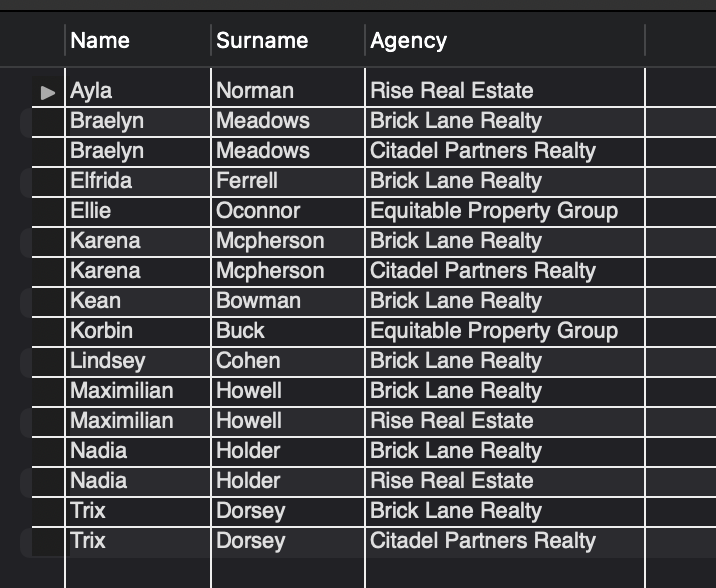 Name Surname Agency
Ayla Norman Rise Real Estate
Braelyn Meadows Brick Lane Realty
Braelyn Meadows Citadel Partners Realty
Elfrida Ferrell Brick Lane Realty
Ellie Oconnor Equitable Property Group
Karena Mcpherson Brick Lane Realty
Karena Mcpherson Citadel Partners Realty
Kean Bowman Brick Lane Realty
Korbin Buck Equitable Property Group
Lindsey Cohen Brick Lane Realty
Maximilian Howell Brick Lane Realty
Maximilian Howell Rise Real Estate
Nadia Holder Brick Lane Realty
Nadia Holder Rise Real Estate
Trix Dorsey Brick Lane Realty
Trix Dorsey Citadel Partners Realty